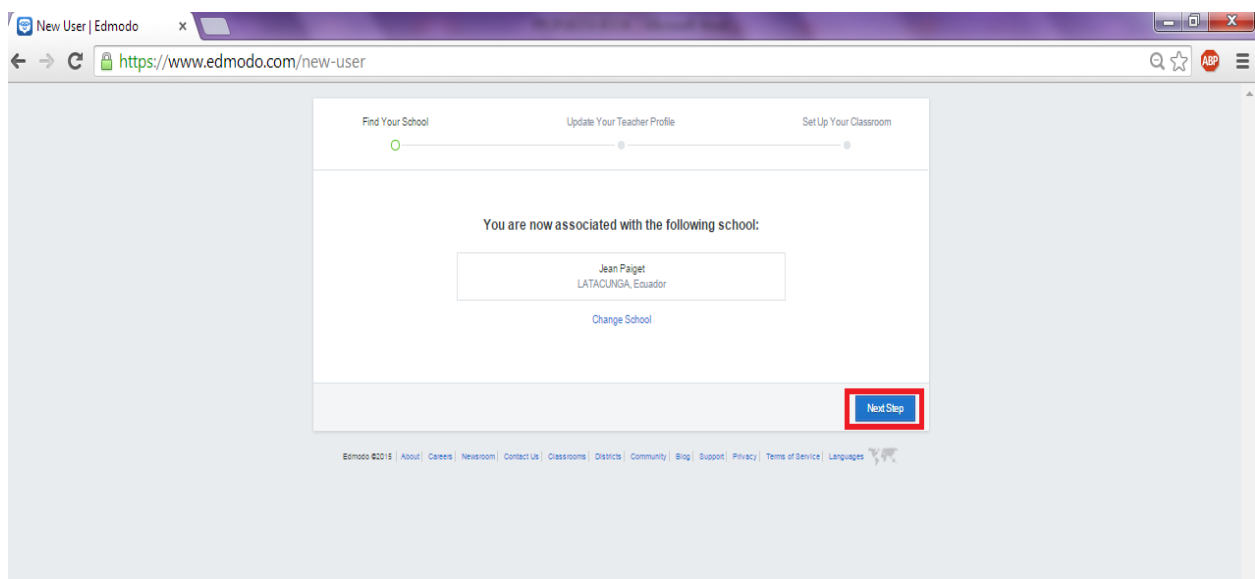 New User | Edmodo
https://www.edmodo.com/new-user
ABP
Find Your School Update Your Teacher Profile Set Up Your Classroom
You are now associated with the following school:
Jean Paiget
LATACUNGA, Ecuador
Change School
Next Step
Edmodo ©2015 | About | Careers | Newsroom | Contact Us | Classrooms | Districts | Community | Blog | Support | Privacy | Terms of Service | Languages